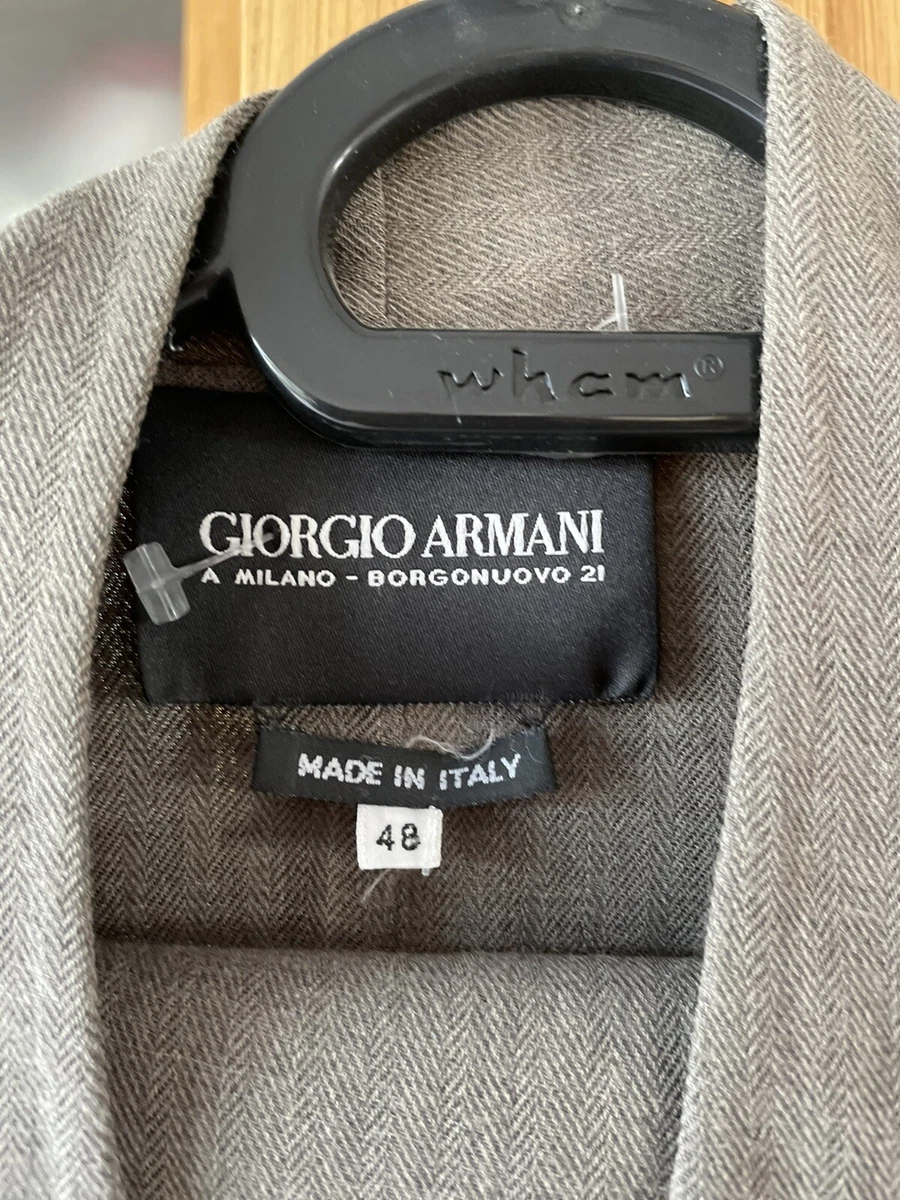 wham®
GIORGIO ARMANI
A MILANO - BORGONUOVO 21
MADE IN ITALY
48